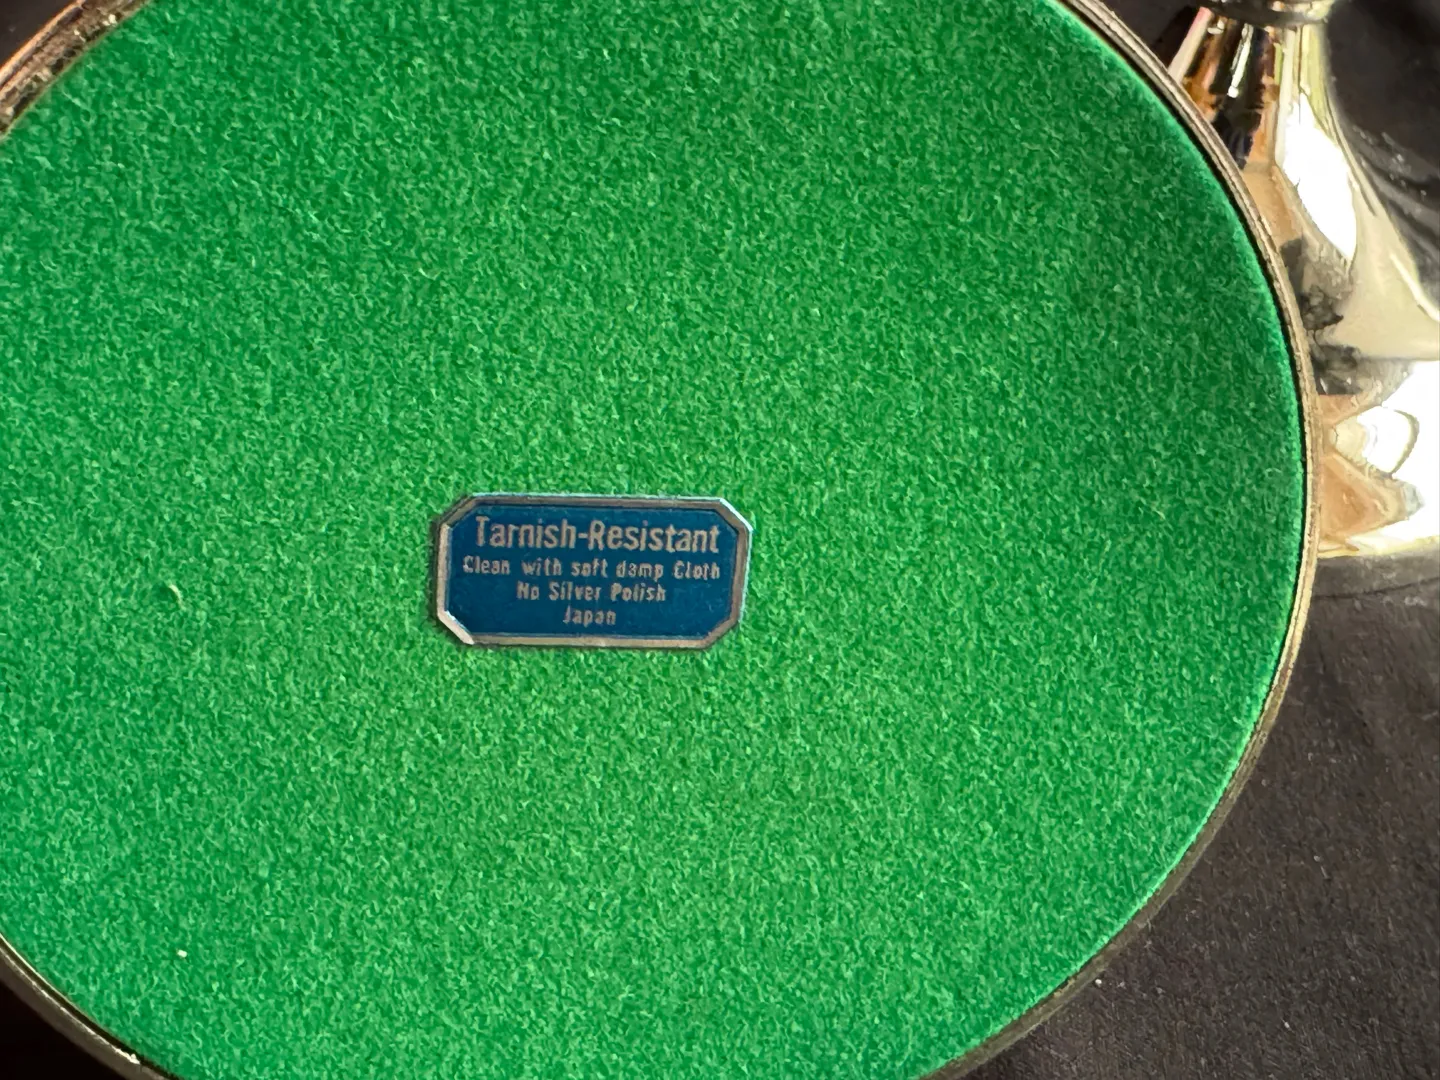 Tarnish-Resistant
Clean with soft damp Cloth
No Silver Polish
Japan